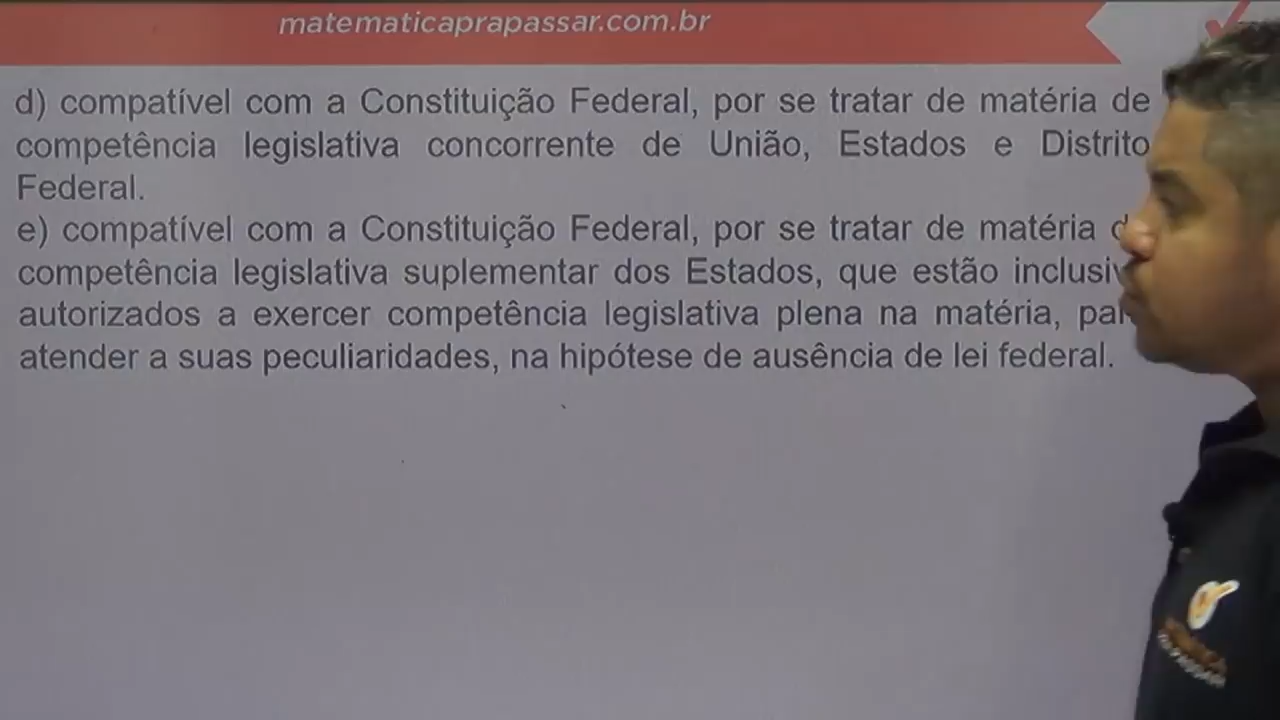 matematicaprapassar.com.br
d) compatível com a Constituição Federal, por se tratar de matéria de
competência legislativa concorrente de União, Estados e Distrito
Federal.
e) compatível com a Constituição Federal, por se tratar de matéria
competência legislativa suplementar dos Estados, que estão
autorizados a exercer competência legislativa plena na matéria,
atender a suas peculiaridades, na hipótese de ausência de lei federal.